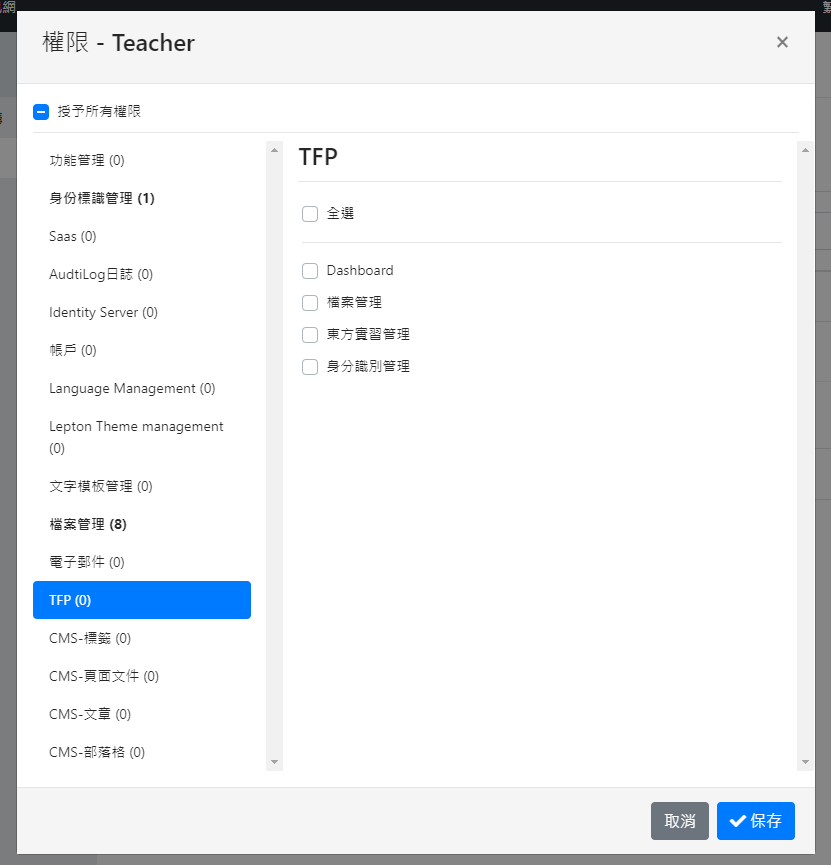 網
權限 - Teacher
×
授予所有權限
功能管理 (0)
身份標識管理 (1)
Saas (0)
AudtiLog日誌 (0)
Identity Server (0)
帳戶 (0)
Language Management (0)
Lepton Theme management
(0)
文字模板管理 (0)
檔案管理 (8)
電子郵件 (0)
TFP (0)
CMS-標籤 (0)
CMS-頁面文件 (0)
CMS-文章 (0)
CMS-部落格 (0)
TFP
全選
Dashboard
檔案管理
東方實習管理
身分識別管理
取消
保存